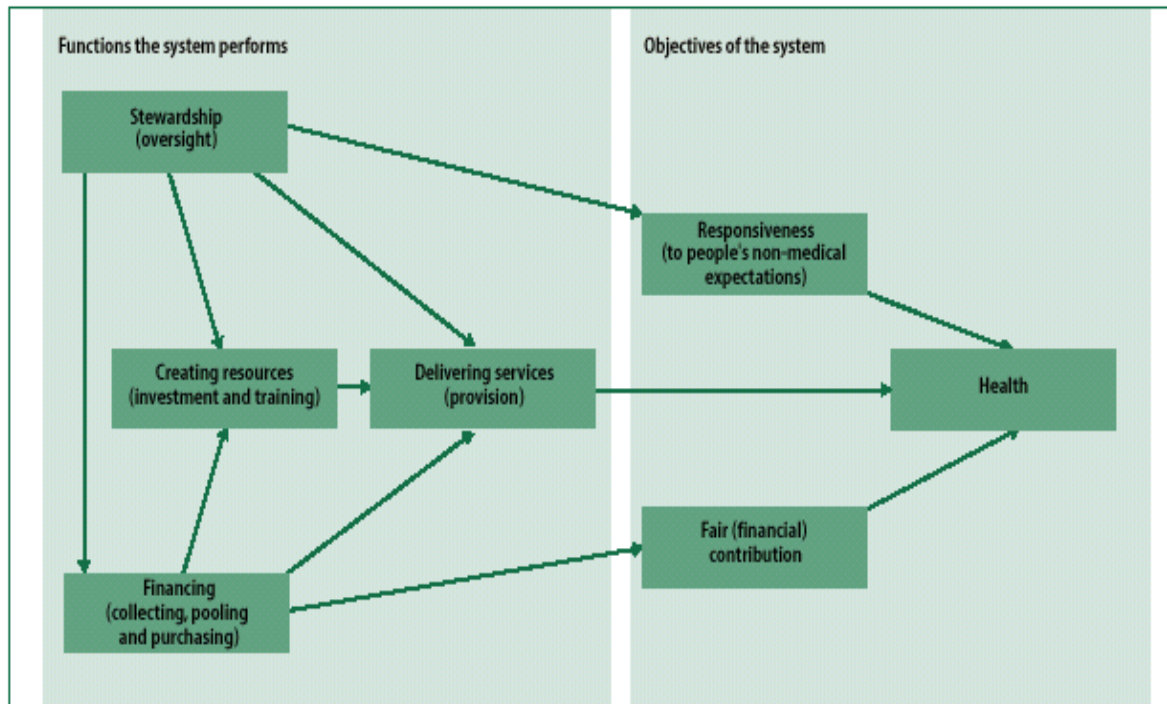 Functions the system performs
Objectives of the system
Stewardship
(oversight)
Responsiveness
(to people's non-medical
expectations)
Creating resources
(investment and training)
Delivering services
(provision)
Health
Fair (financial)
contribution
Financing
(collecting, pooling
and purchasing)